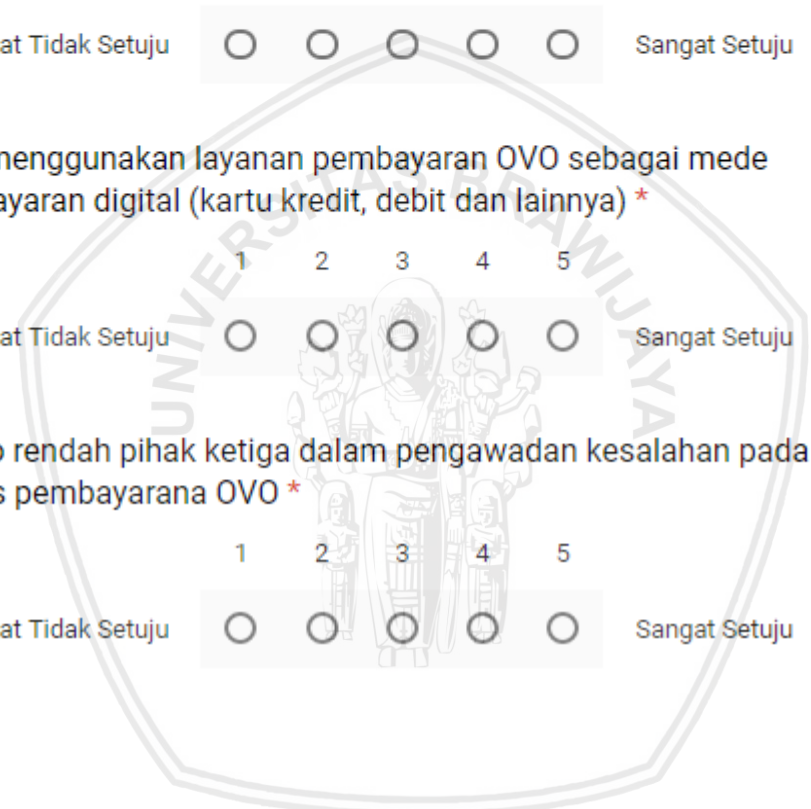 at Tidak Setuju Sangat Setuju
menggunakan layanan pembayaran OVO sebagai mede
ayaran digital (kartu kredit, debit dan lainnya) *
1 2 3 4 5
at Tidak Setuju Sangat Setuju
o rendah pihak ketiga dalam pengawadan kesalahan pada
s pembayarana OVO *
1 2 3 4 5
at Tidak Setuju Sangat Setuju
UNIVERSITAS BRAWIJAYA